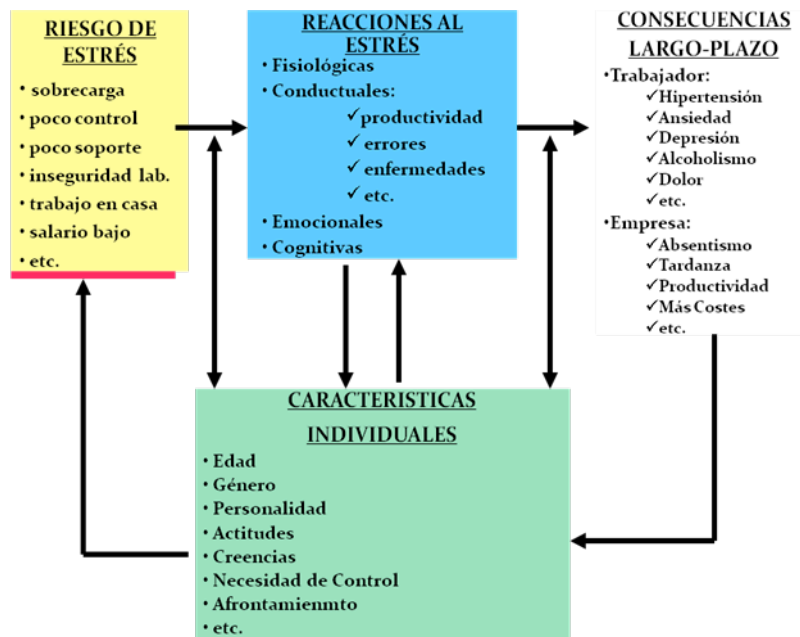 RIESGO DE
ESTRÉS
• sobrecarga
• poco control
• poco soporte
• inseguridad lab.
• trabajo en casa
• salario bajo
• etc.
REACCIONES AL
ESTRÉS
• Fisiológicas
• Conductuales:
✓productividad
✓ errores
✓ enfermedades
✓ etc.
• Emocionales
• Cognitivas
CONSECUENCIAS
LARGO-PLAZO
•Trabajador:
✓Hipertensión
✓Ansiedad
✓Depresión
✓Alcoholismo
✓Dolor
✓etc.
•Empresa:
✓Absentismo
✓Tardanza
✓Productividad
✓Más Costes
✓etc.
CARACTERISTICAS
INDIVIDUALES
• Edad
• Género
• Personalidad
• Actitudes
• Creencias
• Necesidad de Control
• Afrontamienmto
• etc.